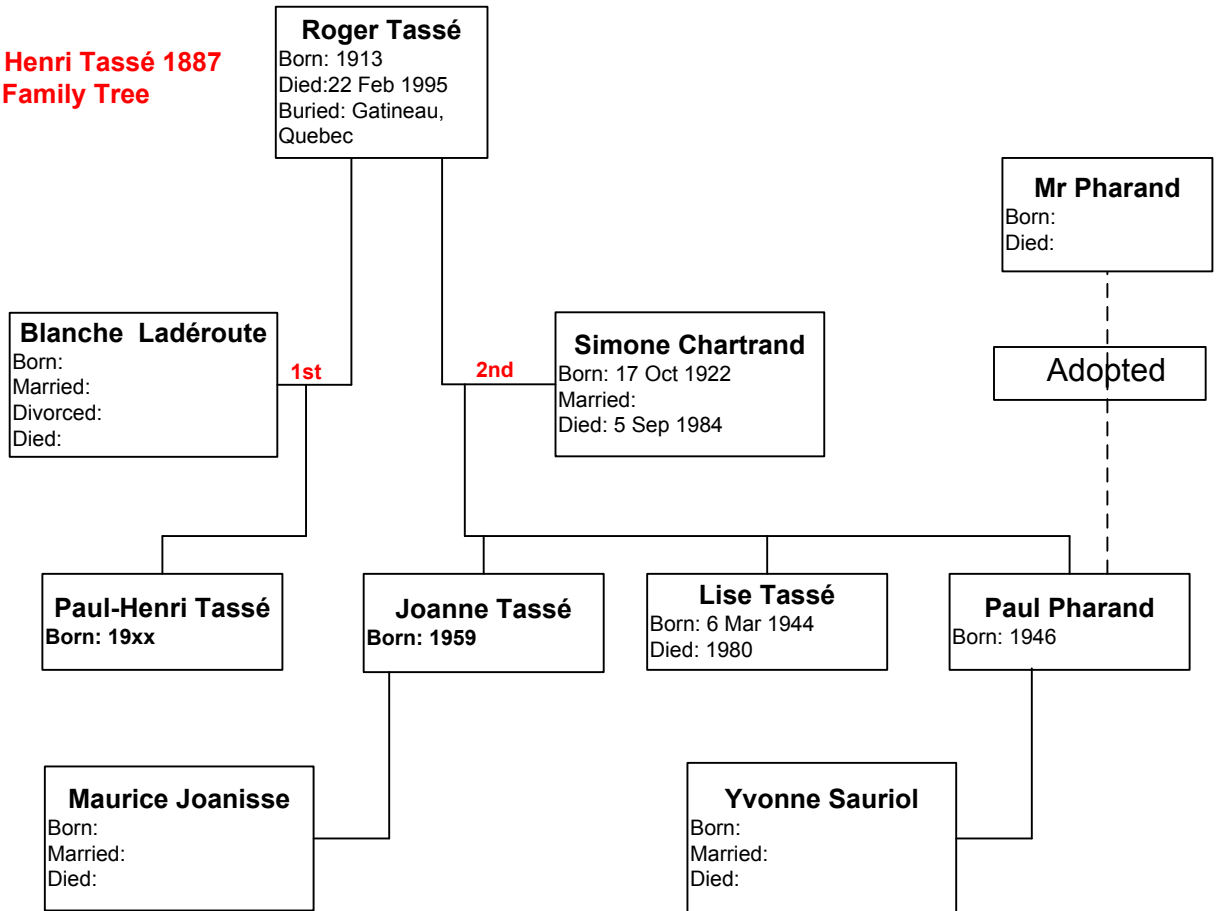 Henri Tassé 1887
Family Tree
Roger Tassé
Born: 1913
Died:22 Feb 1995
Buried: Gatineau,
Quebec
Mr Pharand
Born:
Died:
Blanche  Ladéroute
Born:
Married:
Divorced:
Died:
1st
2nd
Simone Chartrand
Born: 17 Oct 1922
Married:
Died: 5 Sep 1984
Adopted
Paul-Henri Tassé
Born: 19xx
Joanne Tassé
Born: 1959
Lise Tassé
Born: 6 Mar 1944
Died: 1980
Paul Pharand
Born: 1946
Maurice Joanisse
Born:
Married:
Died:
Yvonne Sauriol
Born:
Married:
Died: